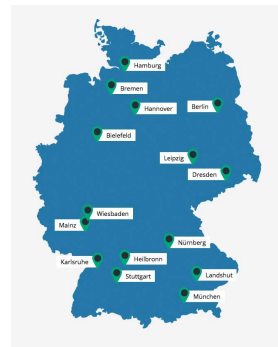 Hamburg
Bremen
Hannover
Berlin
Bielefeld
Leipzig
Dresden
Wiesbaden
Mainz
Nürnberg
Karlsruhe
Heilbronn
Stuttgart
Landshut
München